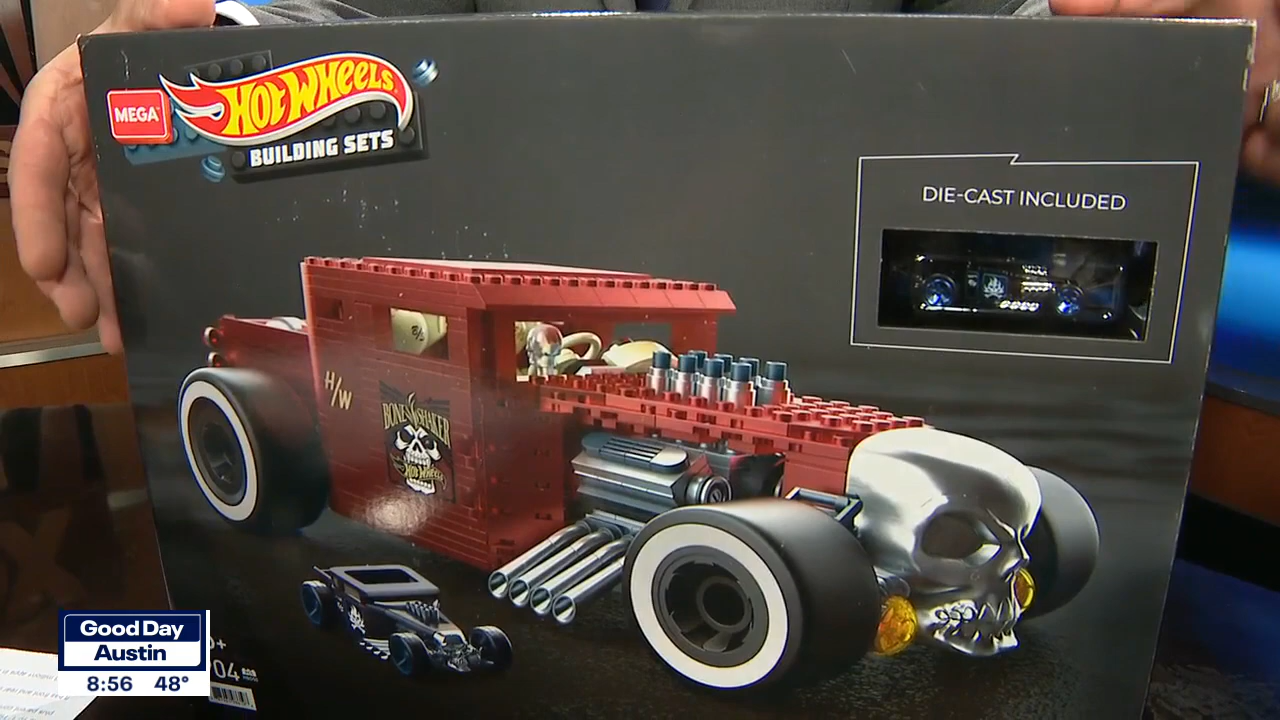 MEGA
HOT WHEELS
BUILDING SETS
DIE-CAST INCLUDED
H/W
BONE SHAKER
HOT WHEELS
Good Day
Austin
8:56 48°